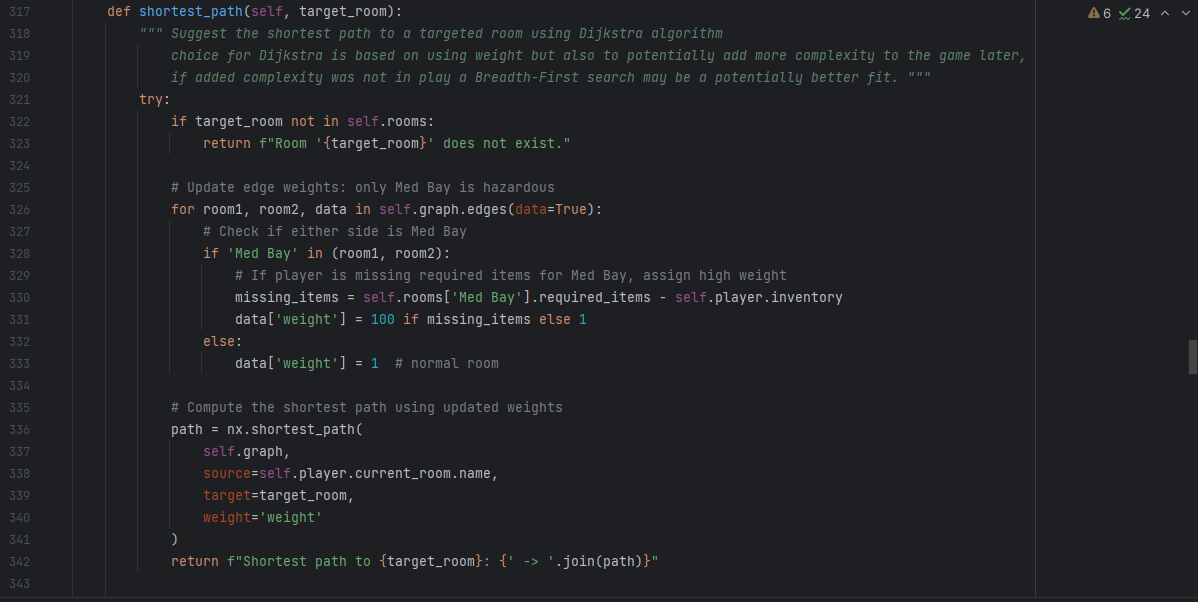 317 def shortest_path(self, target_room): 6 24
318 """ Suggest the shortest path to a targeted room using Dijkstra algorithm
319 choice for Dijkstra is based on using weight but also to potentially add more complexity to the game later,
320 if added complexity was not in play a Breadth-First search may be a potentially better fit. """
321 try:
322 if target_room not in self.rooms:
323 return f"Room '{target_room}' does not exist."
324
325 # Update edge weights: only Med Bay is hazardous
326 for room1, room2, data in self.graph.edges(data=True):
327 # Check if either side is Med Bay
328 if 'Med Bay' in (room1, room2):
329 # If player is missing required items for Med Bay, assign high weight
330 missing_items = self.rooms['Med Bay'].required_items - self.player.inventory
331 data['weight'] = 100 if missing_items else 1
332 else:
333 data['weight'] = 1 # normal room
334
335 # Compute the shortest path using updated weights
336 path = nx.shortest_path(
337 self.graph,
338 source=self.player.current_room.name,
339 target=target_room,
340 weight='weight'
341 )
342 return f"Shortest path to {target_room}: {' -> '.join(path)}"
343